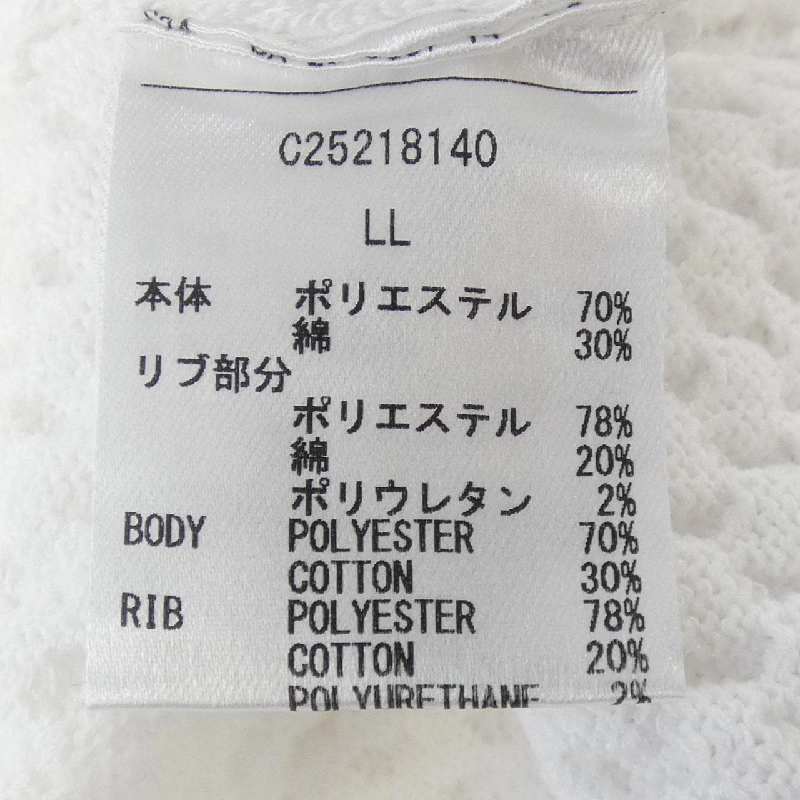 C25218140
LL
本体 ポリエステル 70%
綿 30%
リブ部分
ポリエステル 78%
綿 20%
ポリウレタン 2%
BODY POLYESTER 70%
COTTON 30%
RIB POLYESTER 78%
COTTON 20%
POLYURETHANE 2%